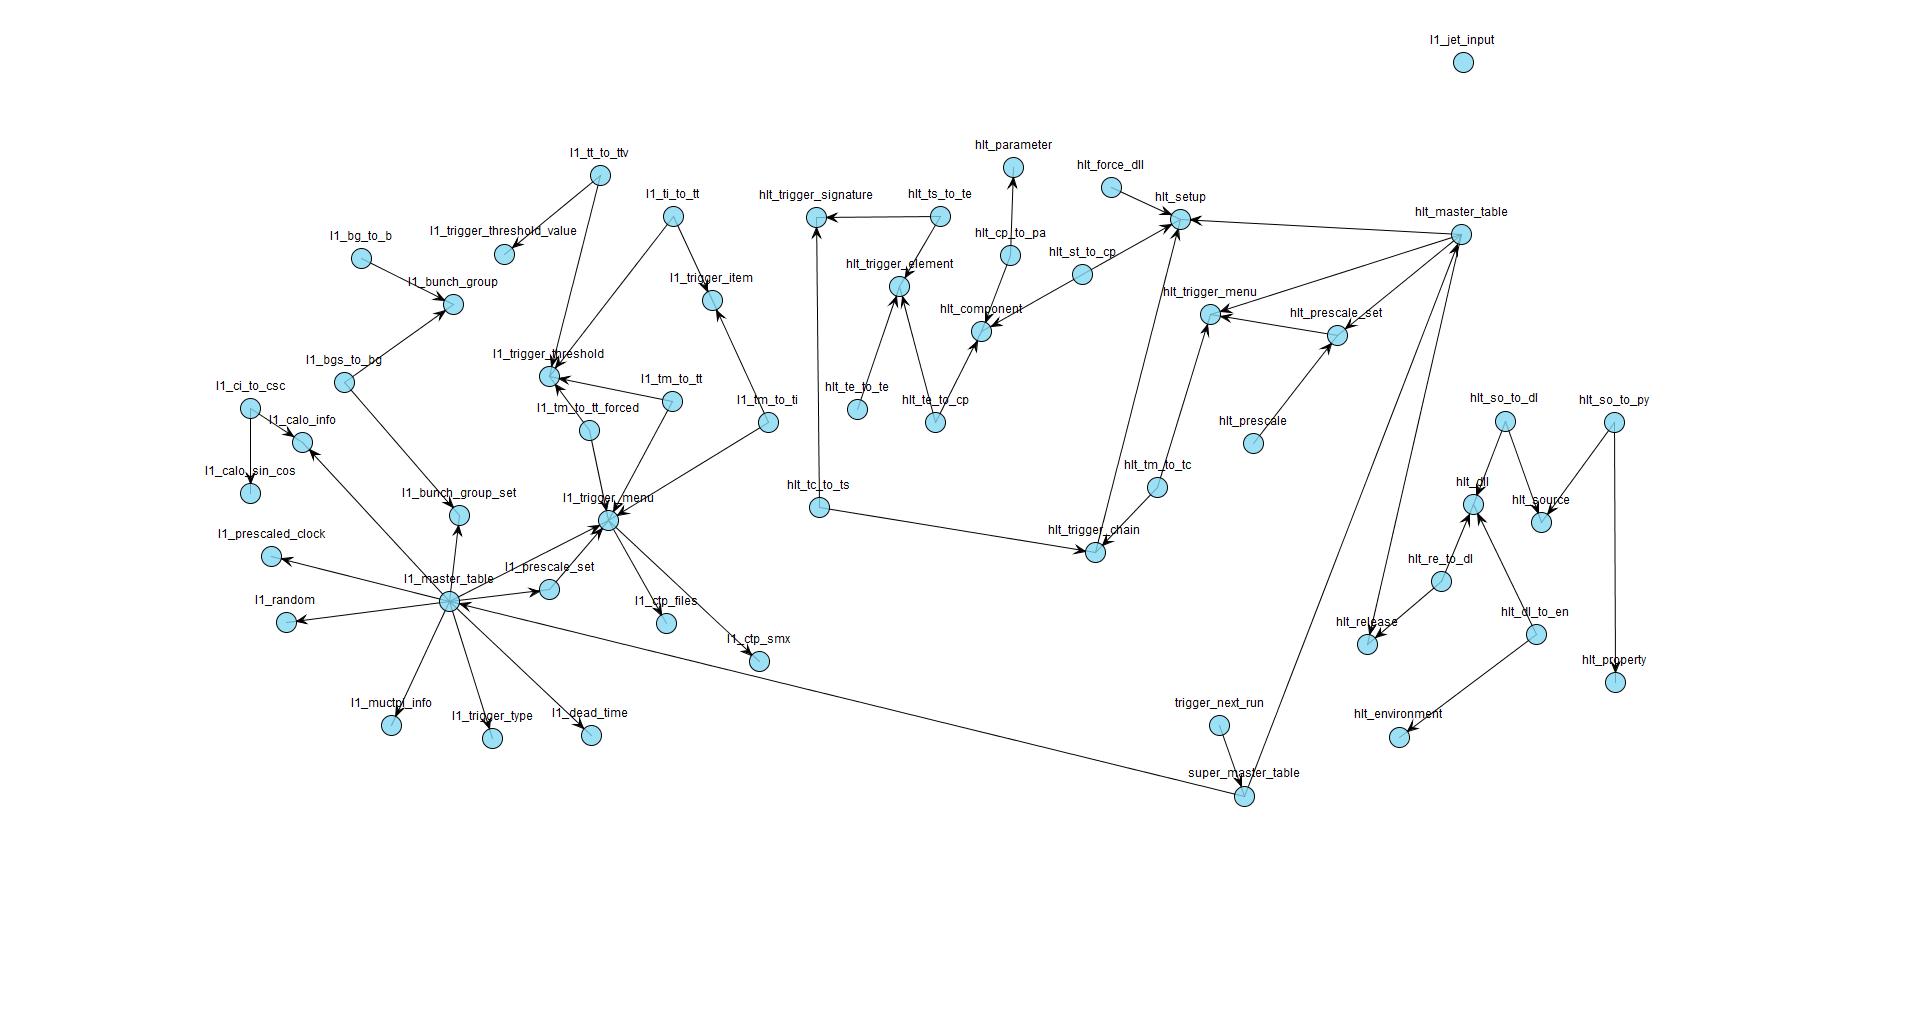 l1_jet_input
hlt_parameter
l1_tt_to_ttv
hlt_force_dll
l1_ti_to_tt
hlt_trigger_signature
hlt_ts_to_te
hlt_setup
hlt_master_table
l1_bg_to_b
l1_trigger_threshold_value
hlt_cp_to_pa
hlt_st_to_cp
hlt_trigger_element
l1_trigger_item
l1_bunch_group
hlt_trigger_menu
hlt_component
hlt_prescale_set
l1_trigger_threshold
l1_bgs_to_bg
l1_tm_to_tt
l1_ci_to_csc
hlt_te_to_te
l1_tm_to_ti
hlt_te_to_cp
hlt_so_to_dl
hlt_so_to_py
l1_tm_to_tt_forced
l1_calo_info
hlt_prescale
hlt_tm_to_tc
l1_calo_sin_cos
hlt_dll
hlt_tc_to_ts
l1_bunch_group_set
l1_trigger_menu
hlt_source
hlt_trigger_chain
l1_prescaled_clock
hlt_re_to_dl
l1_prescale_set
l1_master_table
l1_random
l1_ctp_files
hlt_dl_to_en
hlt_release
l1_ctp_smx
hlt_property
l1_muctpi_info
trigger_next_run
l1_dead_time
hlt_environment
l1_trigger_type
super_master_table